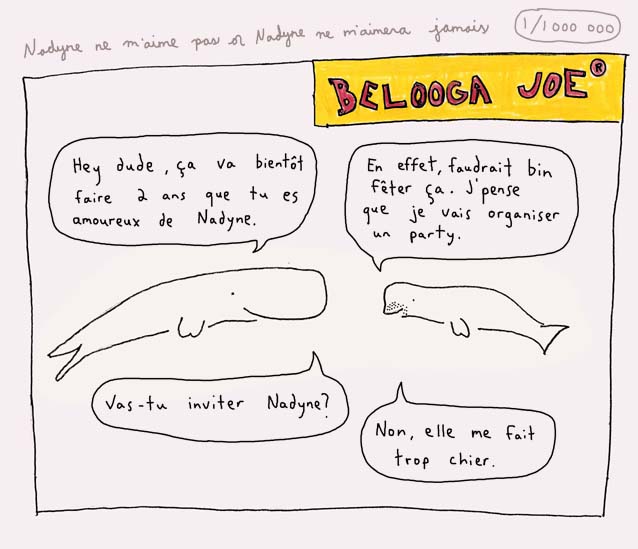 Nadyne ne m'aime pas or Nadyne ne m'aimera jamais
1/1 000 000
BELOOGA JOE®
Hey dude, ça va bientôt
faire 2 ans que tu es
amoureux de Nadyne.
En effet, faudrait bin
fêter ça. J'pense
que je vais organiser
un party.
Vas-tu inviter Nadyne?
Non, elle me fait
trop chier.